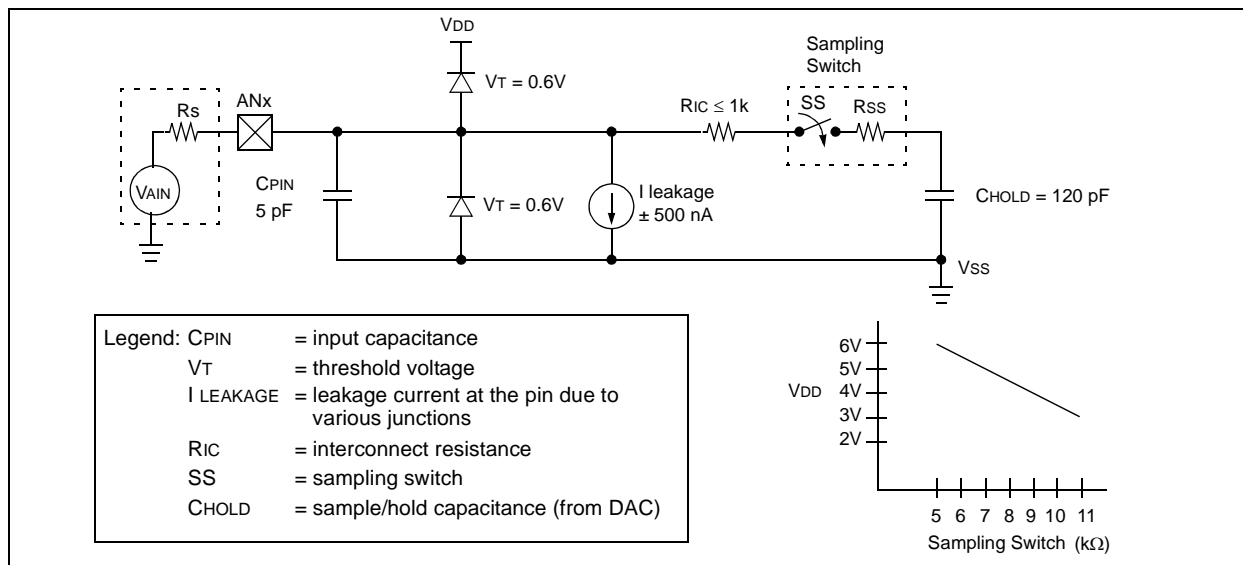 VDD
Sampling
Switch
VT = 0.6V
ANx
RIC ≤ 1k
SS
RSS
RS
VAIN
CPIN
5 pF
VT = 0.6V
I leakage
± 500 nA
CHOLD = 120 pF
VSS
Legend: CPIN = input capacitance
VT = threshold voltage
I LEAKAGE = leakage current at the pin due to
various junctions
RIC = interconnect resistance
SS = sampling switch
CHOLD = sample/hold capacitance (from DAC)
6V
5V
VDD 4V
3V
2V
5 6 7 8 9 10 11
Sampling Switch (kΩ)